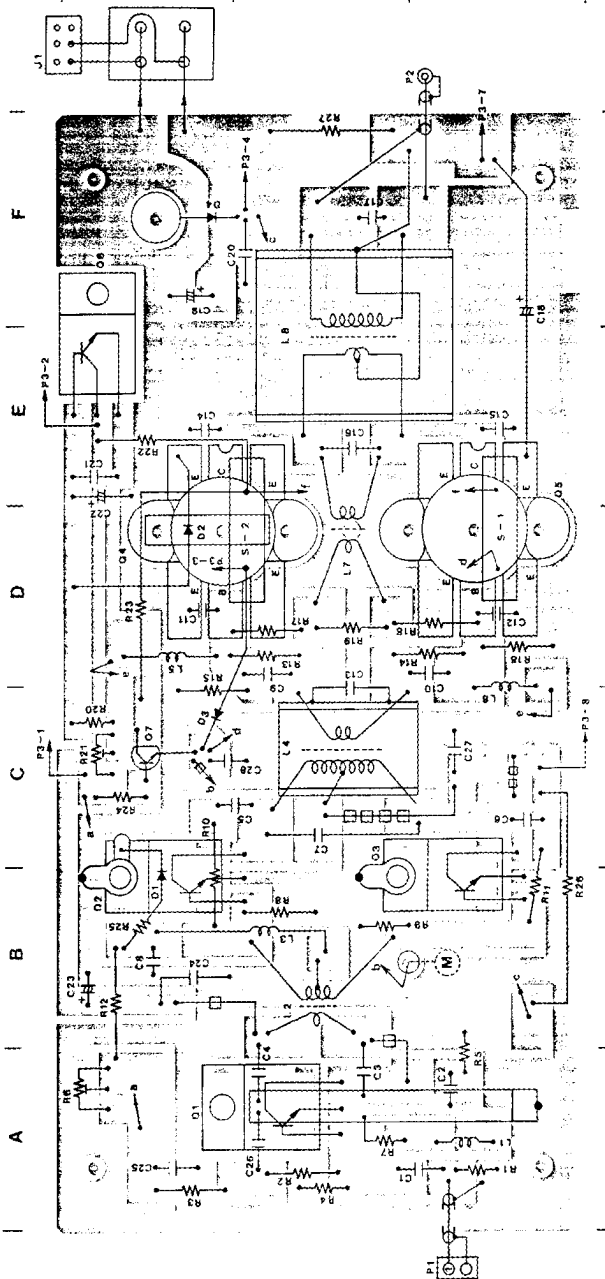 J1
F
E
D
C
B
A
P2
R27
P3-7
P3-4
C17
C20
c
C19
Q6
L8
C18
P3-2
C14
C15
R22
C16
C21
C22
E
C
E
E
C
E
f
f
Q4
D2
S-2
S-1
Q5
P3-3
L7
d
E
B
E
E
B
E
R23
C11
C12
R17
R19
R18
L5
R13
R14
R15
C9
C10
C13
a
P3-1
R20
R21
Q7
D3
d
L4
e
P3-8
b
C28
C27
R24
a
C5
C7
C6
Q2
R10
Q3
D1
R11
R26
R25
R8
R9
L3
C8
C24
b
M
C23
R12
L2
c
R6
C4
C3
R5
a
Q1
C2
C25
C26
R7
L1
R3
R2
R4
C1
R1
P1